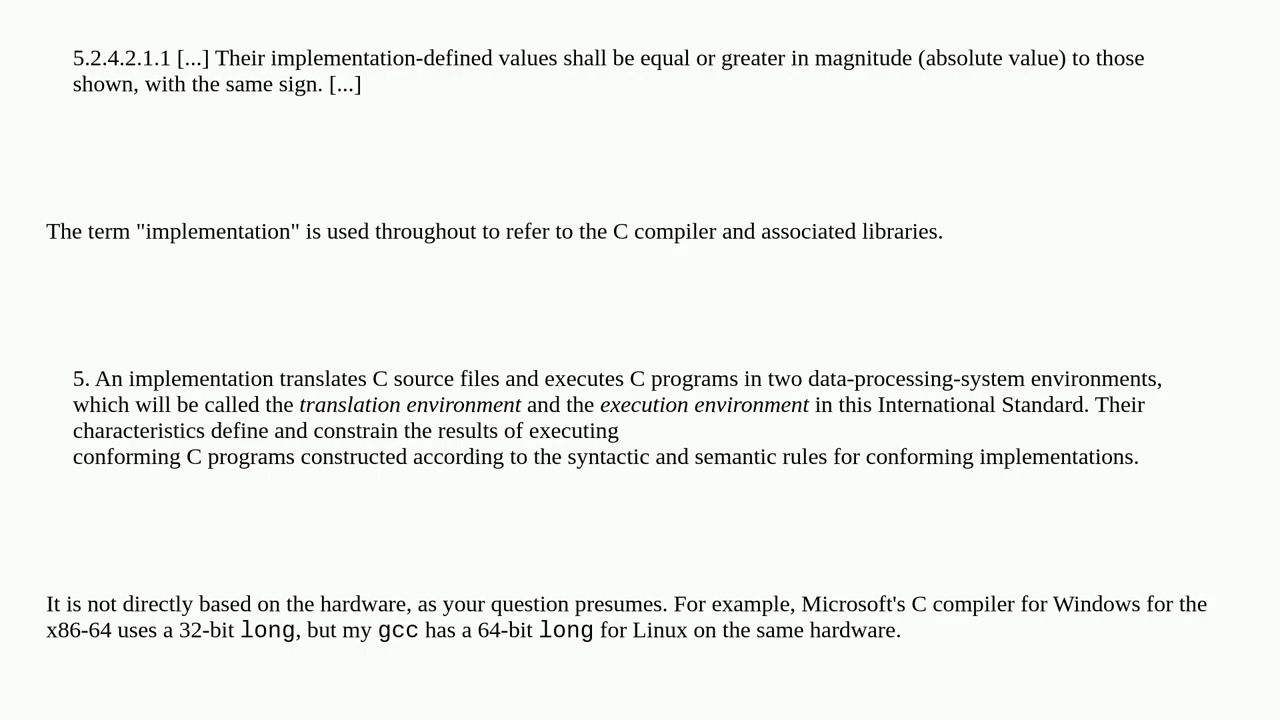 5.2.4.2.1.1 [...] Their implementation-defined values shall be equal or greater in magnitude (absolute value) to those
shown, with the same sign. [...]
The term "implementation" is used throughout to refer to the C compiler and associated libraries.
5. An implementation translates C source files and executes C programs in two data-processing-system environments,
which will be called the translation environment and the execution environment in this International Standard. Their
characteristics define and constrain the results of executing
conforming C programs constructed according to the syntactic and semantic rules for conforming implementations.
It is not directly based on the hardware, as your question presumes. For example, Microsoft's C compiler for Windows for the
x86-64 uses a 32-bit long, but my gcc has a 64-bit long for Linux on the same hardware.